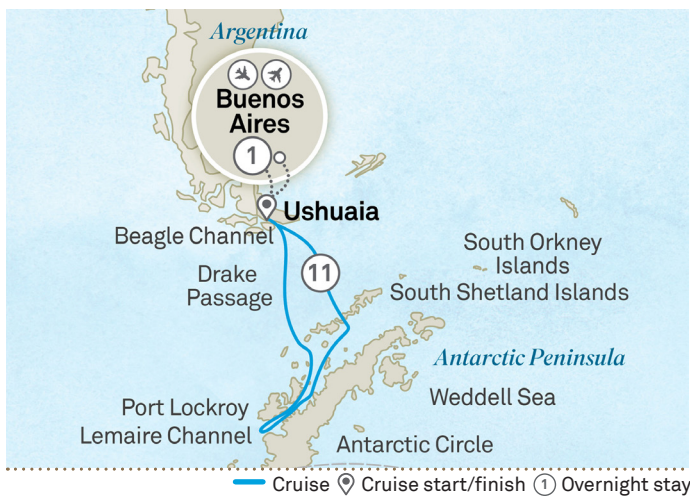 Argentina
Buenos
Aires
1
Ushuaia
Beagle Channel
Drake
Passage
11
South Orkney
Islands
South Shetland Islands
Antarctic Peninsula
Weddell Sea
Port Lockroy
Lemaire Channel
Antarctic Circle
Cruise Cruise start/finish 1 Overnight stay